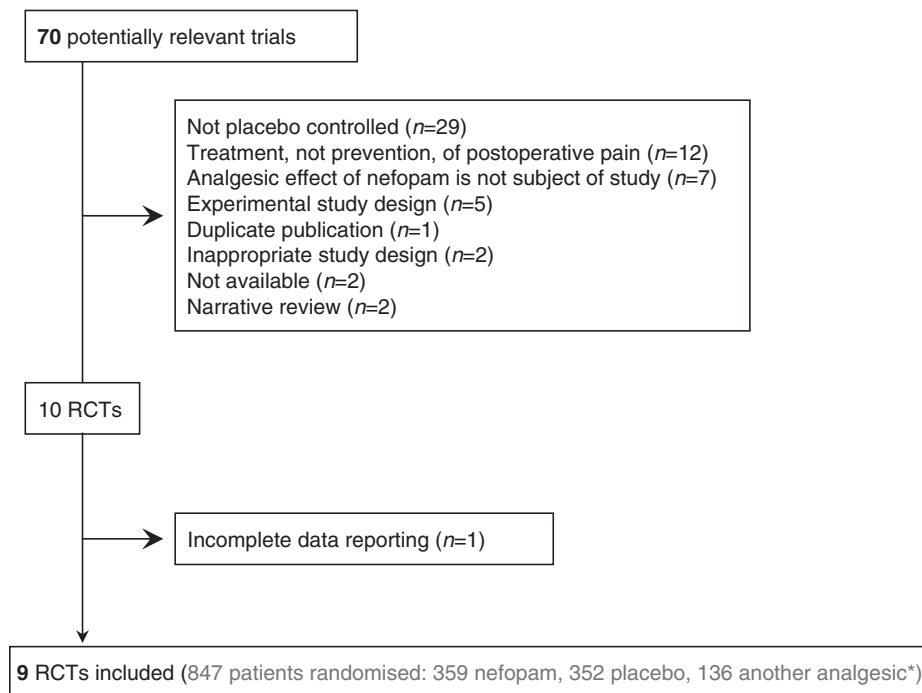 70 potentially relevant trials
Not placebo controlled (n=29)
Treatment, not prevention, of postoperative pain (n=12)
Analgesic effect of nefopam is not subject of study (n=7)
Experimental study design (n=5)
Duplicate publication (n=1)
Inappropriate study design (n=2)
Not available (n=2)
Narrative review (n=2)
10 RCTs
Incomplete data reporting (n=1)
9 RCTs included (847 patients randomised: 359 nefopam, 352 placebo, 136 another analgesic*)